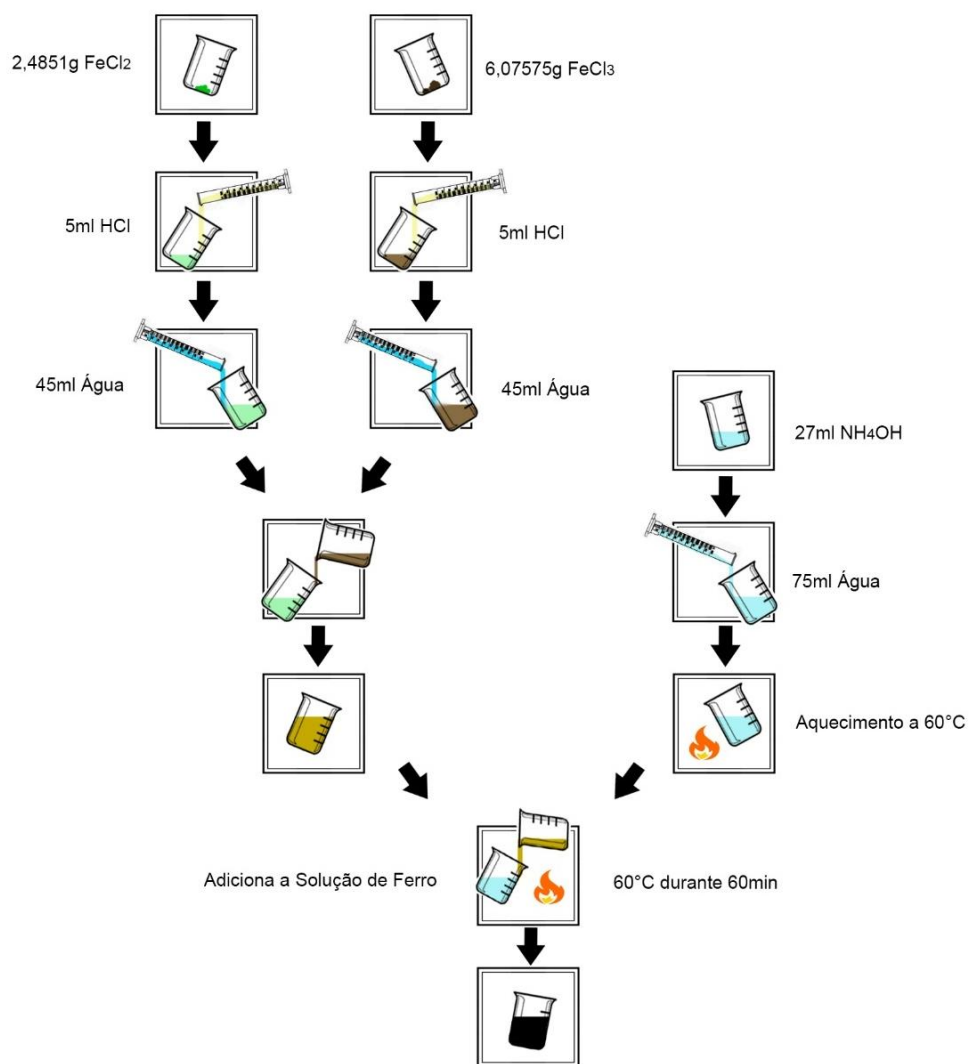 2,4851g FeCl2
6,07575g FeCl3
5ml HCl
5ml HCl
45ml Água
45ml Água
27ml NH4OH
75ml Água
Aquecimento a 60°C
Adiciona a Solução de Ferro
60°C durante 60min